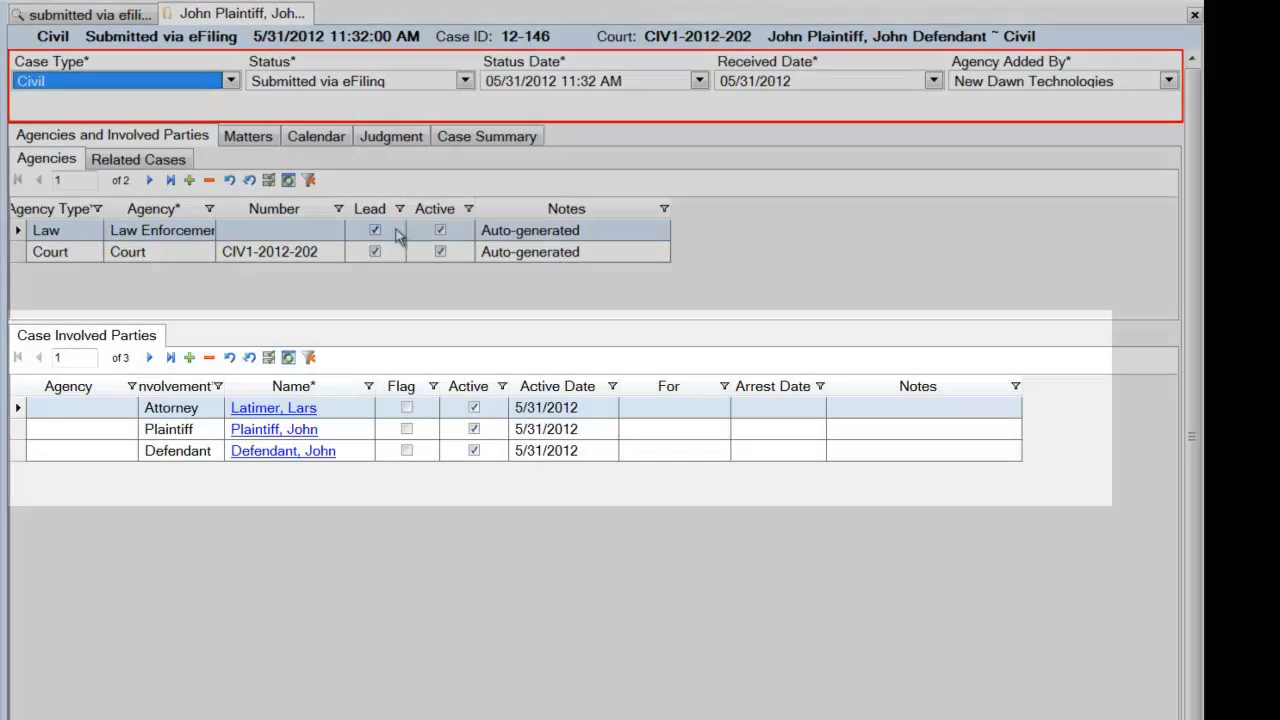 submitted via efili... John Plaintiff, Joh...
Civil Submitted via eFiling 5/31/2012 11:32:00 AM Case ID: 12-146 Court: CIV1-2012-202 John Plaintiff, John Defendant ~ Civil
Case Type* Status* Status Date* Received Date* Agency Added By*
Civil Submitted via eFiling 05/31/2012 11:32 AM 05/31/2012 New Dawn Technologies
Agencies and Involved Parties Matters Calendar Judgment Case Summary
Agencies Related Cases
1 of 2
Agency Type* Agency* Number Lead Active Notes
Law Law Enforcemer Auto-generated
Court Court CIV1-2012-202 Auto-generated
Case Involved Parties
1 of 3
Agency nvolvement Name* Flag Active Active Date For Arrest Date Notes
Attorney Latimer, Lars 5/31/2012
Plaintiff Plaintiff, John 5/31/2012
Defendant Defendant, John 5/31/2012